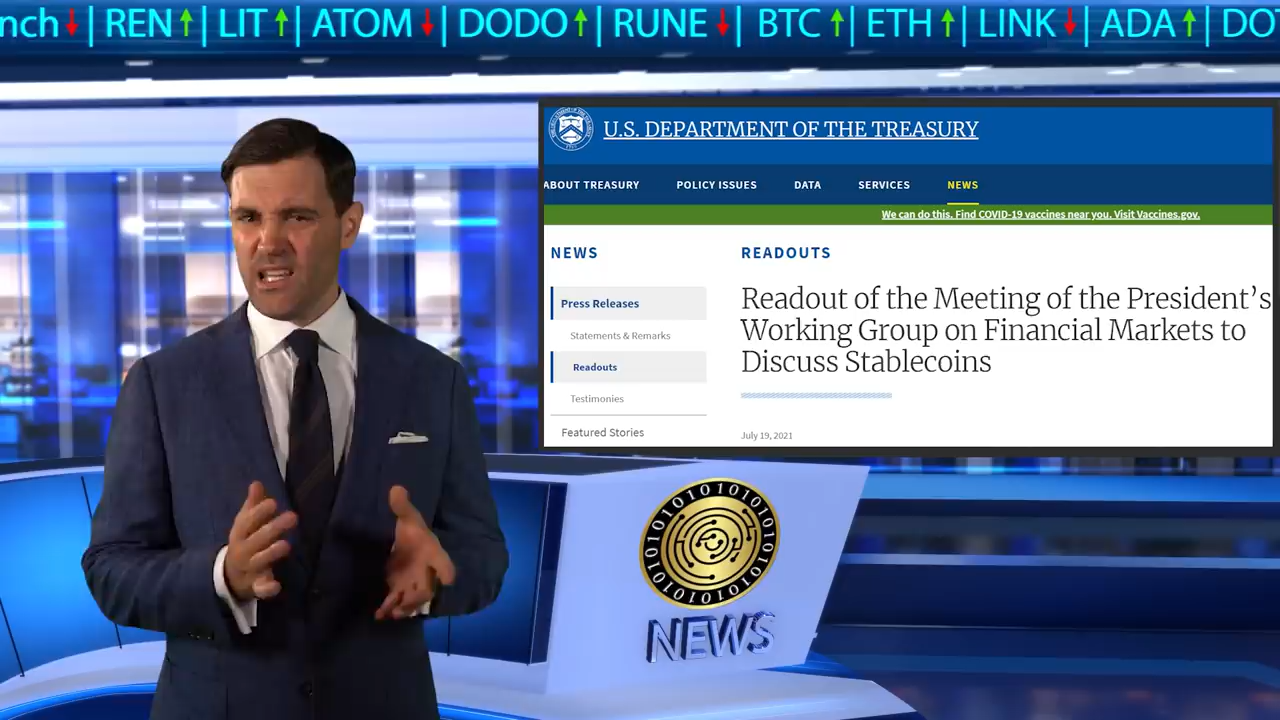 nch↓ | REN↑ | LIT↑ | ATOM↓ | DODO↑ | RUNE↓ | BTC↑ | ETH↑ | LINK↓ | ADA↑ | DO
U.S. DEPARTMENT OF THE TREASURY
ABOUT TREASURY POLICY ISSUES DATA SERVICES NEWS
We can do this. Find COVID-19 vaccines near you. Visit Vaccines.gov.
NEWS
Press Releases
Statements & Remarks
Readouts
Testimonies
Featured Stories
READOUTS
Readout of the Meeting of the President's
Working Group on Financial Markets to
Discuss Stablecoins
July 19, 2021
NEWS